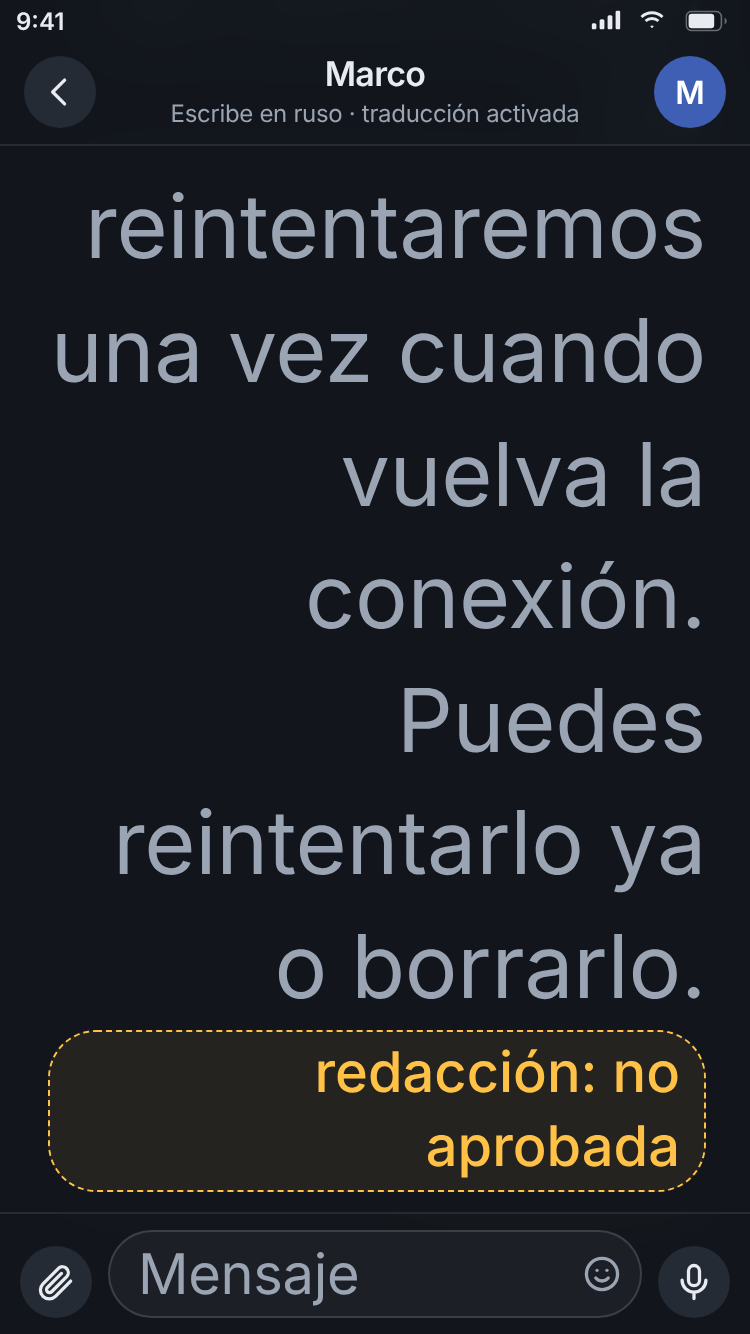 9:41
Marco
Escribe en ruso · traducción activada
M
reintentaremos
una vez cuando
vuelva la
conexión.
Puedes
reintentarlo ya
o borrarlo.
redacción: no
aprobada
Mensaje